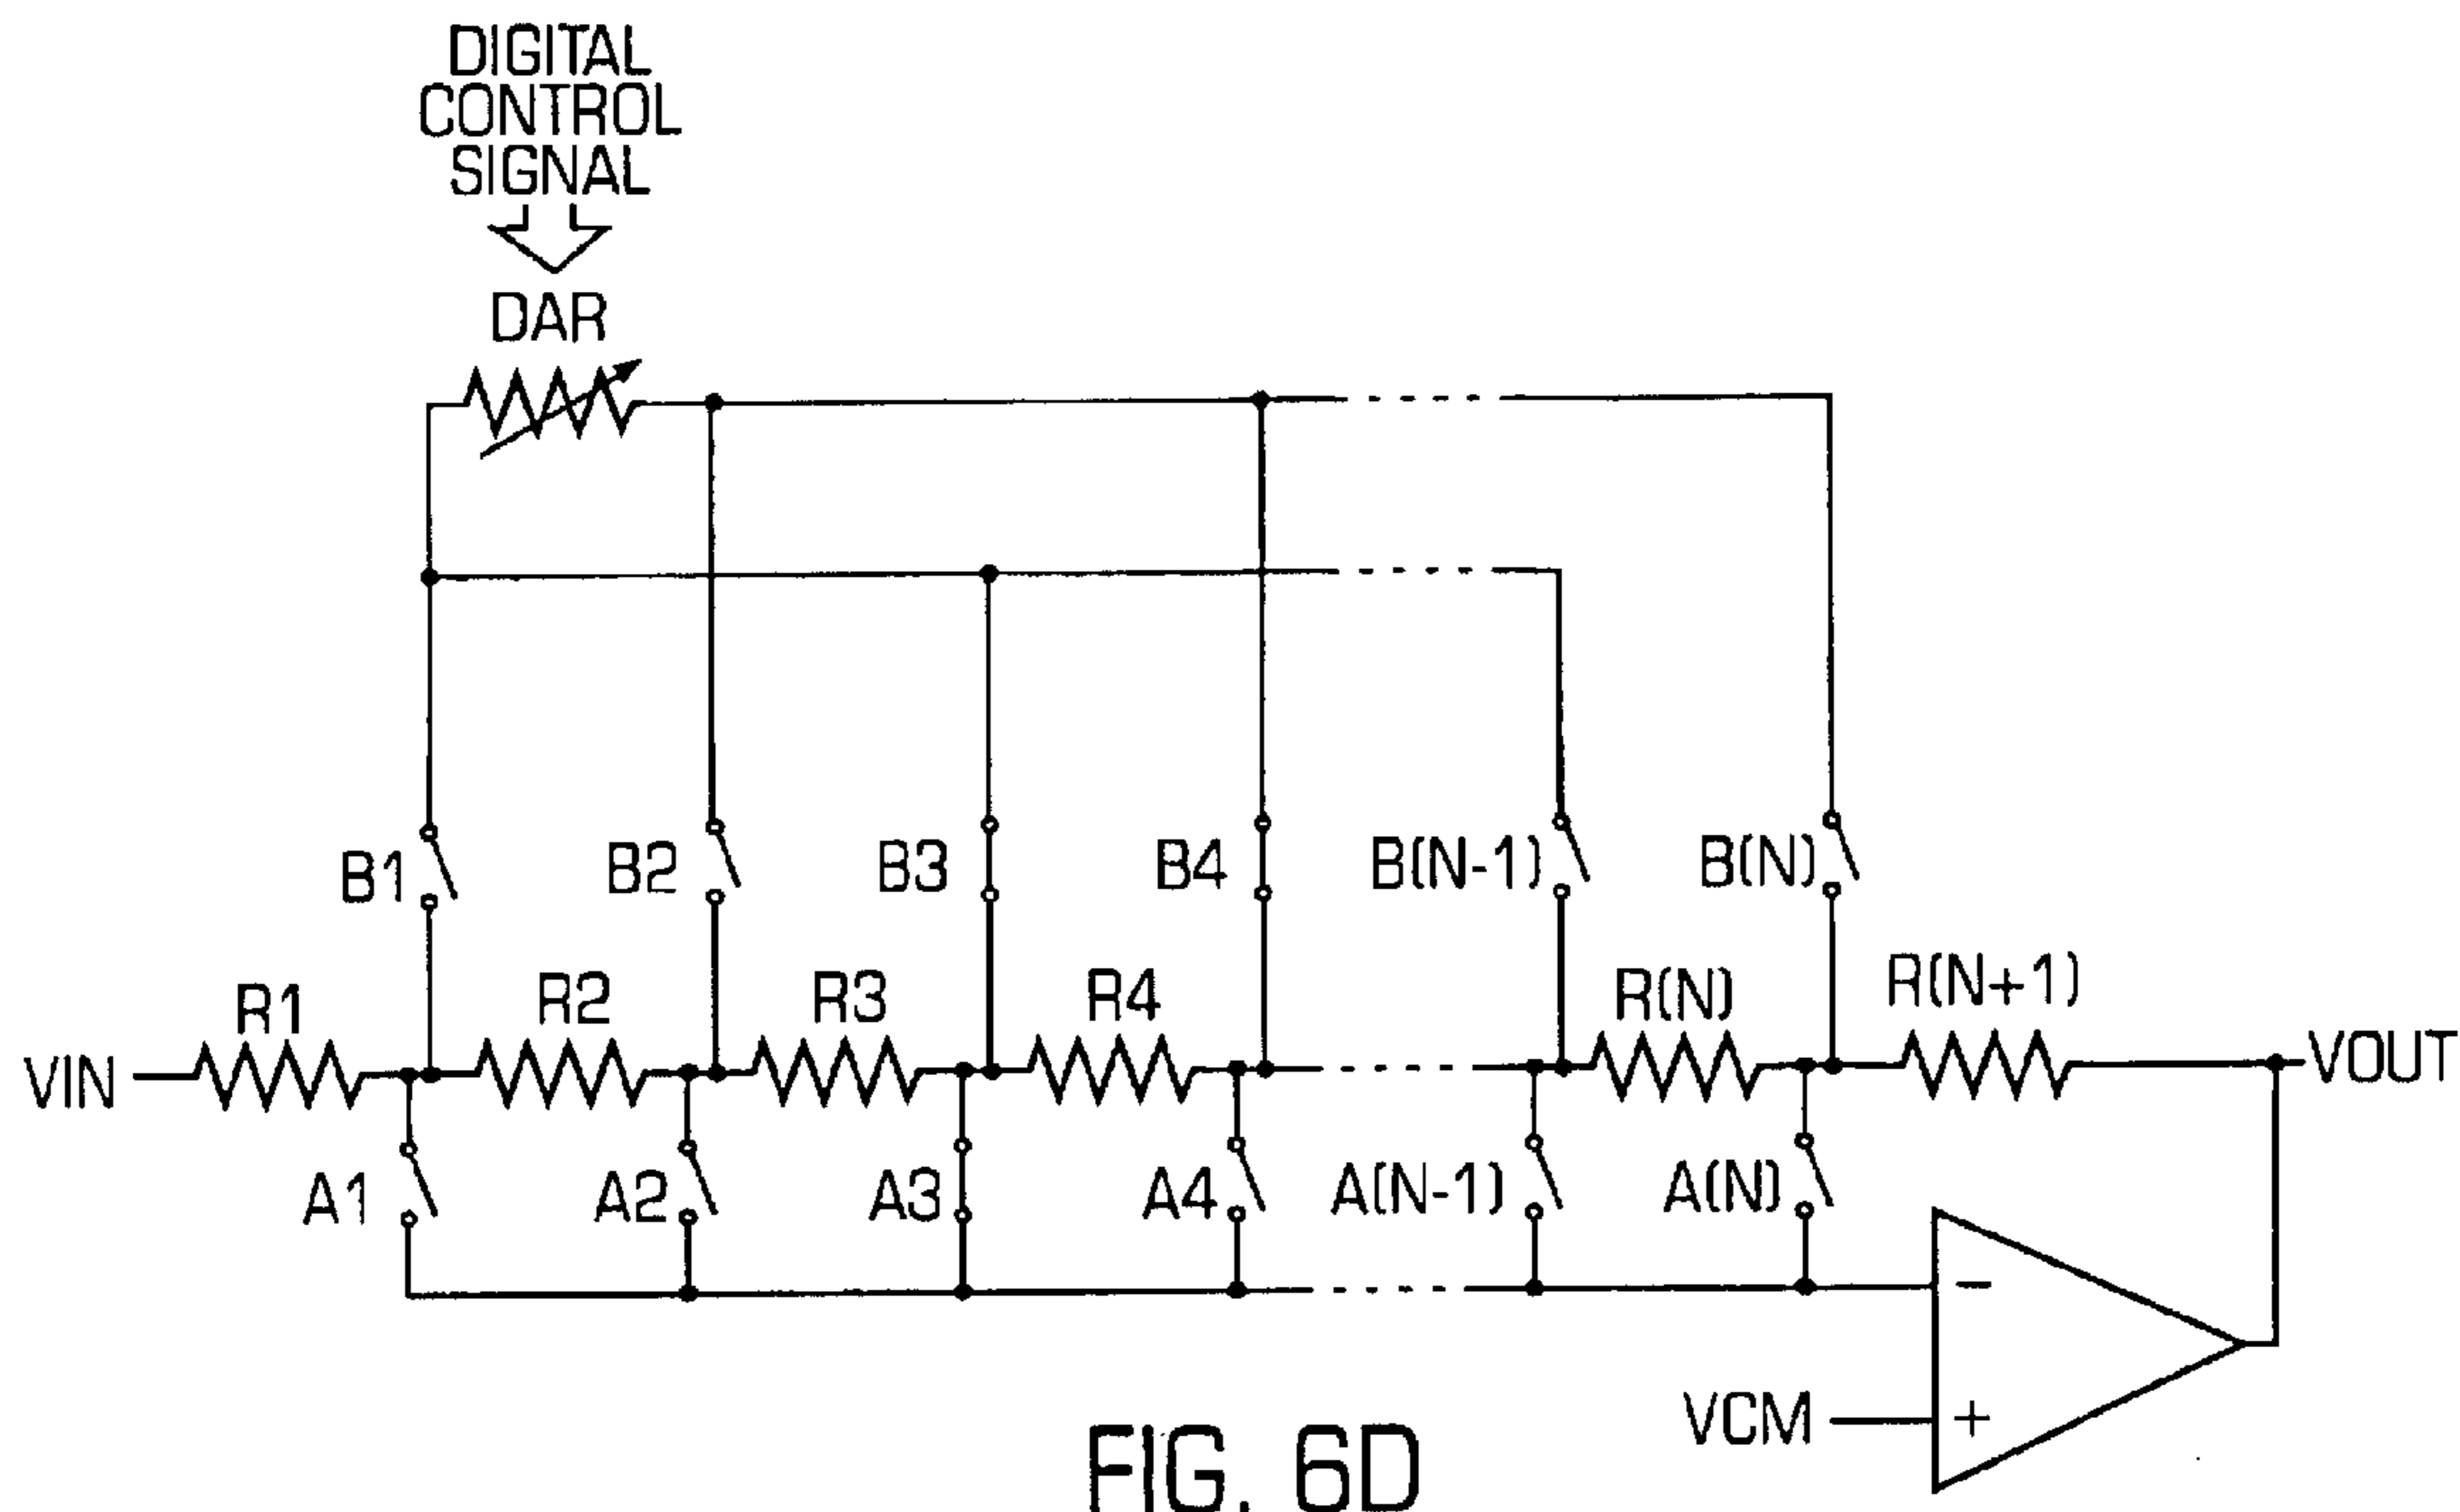 DIGITAL
CONTROL
SIGNAL
DAR
B1
B2
B3
B4
B(N-1)
B(N)
R1
R2
R3
R4
R(N)
R(N+1)
VIN
VOUT
A1
A2
A3
A4
A(N-1)
A(N)
−
VCM
+
FIG. 6D